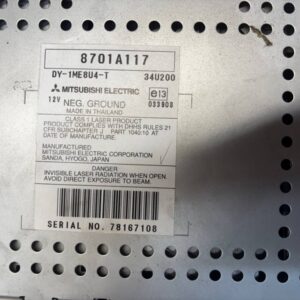 8701A117
DY-1ME8U4-T 34U200
MITSUBISHI ELECTRIC e13
12V NEG. GROUND 033908
MADE IN THAILAND
CLASS 1 LASER PRODUCT
PRODUCT COMPLIES WITH DHHS RULES 21
CFR SUBCHAPTER J PART 1040.10 AT
DATE OF MANUFACTURE.
MANUFACTURED
MITSUBISHI ELECTRIC CORPORATION
SANDA, HYOGO, JAPAN
DANGER
INVISIBLE LASER RADIATION WHEN OPEN.
AVOID DIRECT EXPOSURE TO BEAM.
SERIAL NO. 78167108